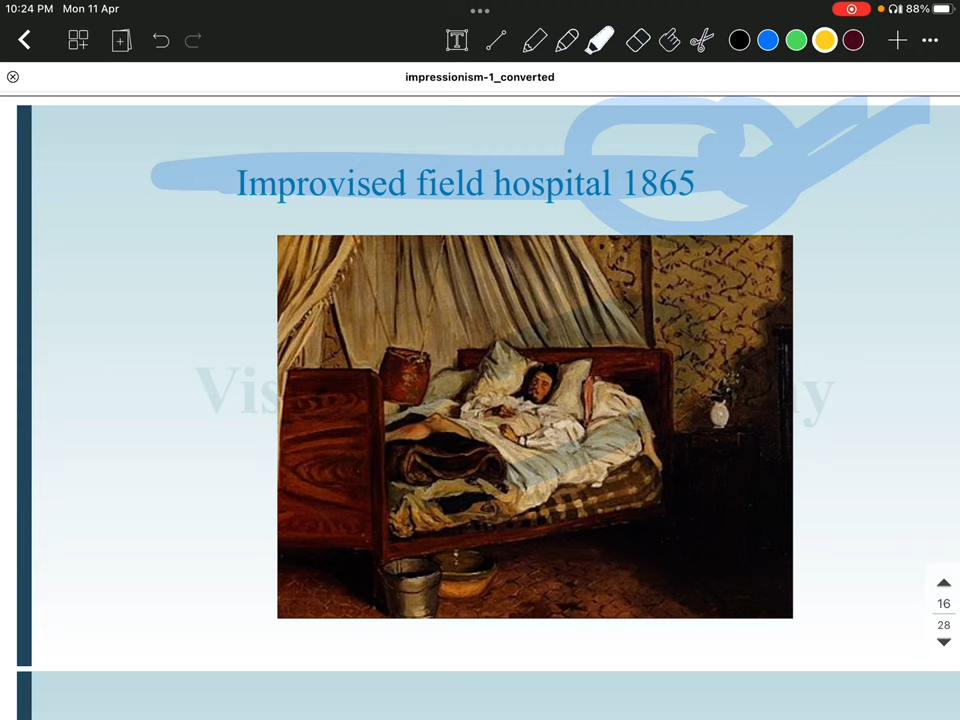 10:24 PM Mon 11 Apr
88%
T
impressionism-1_converted
Improvised field hospital 1865
16
28